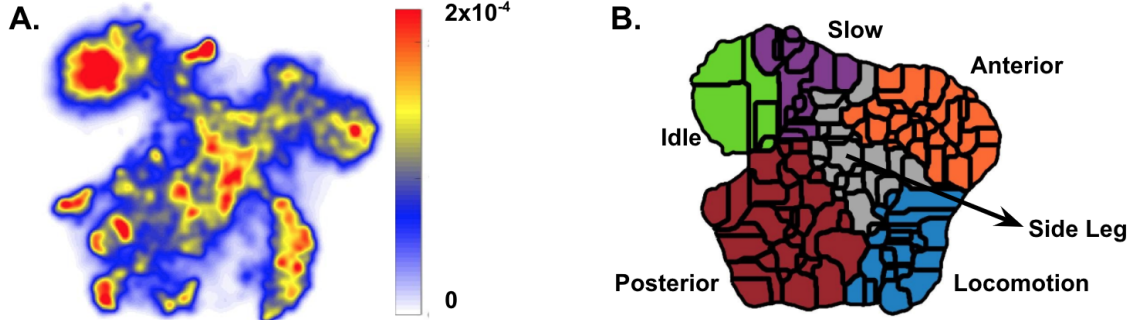 A.
2x10-4
0
B.
Slow
Anterior
Idle
Side Leg
Posterior
Locomotion